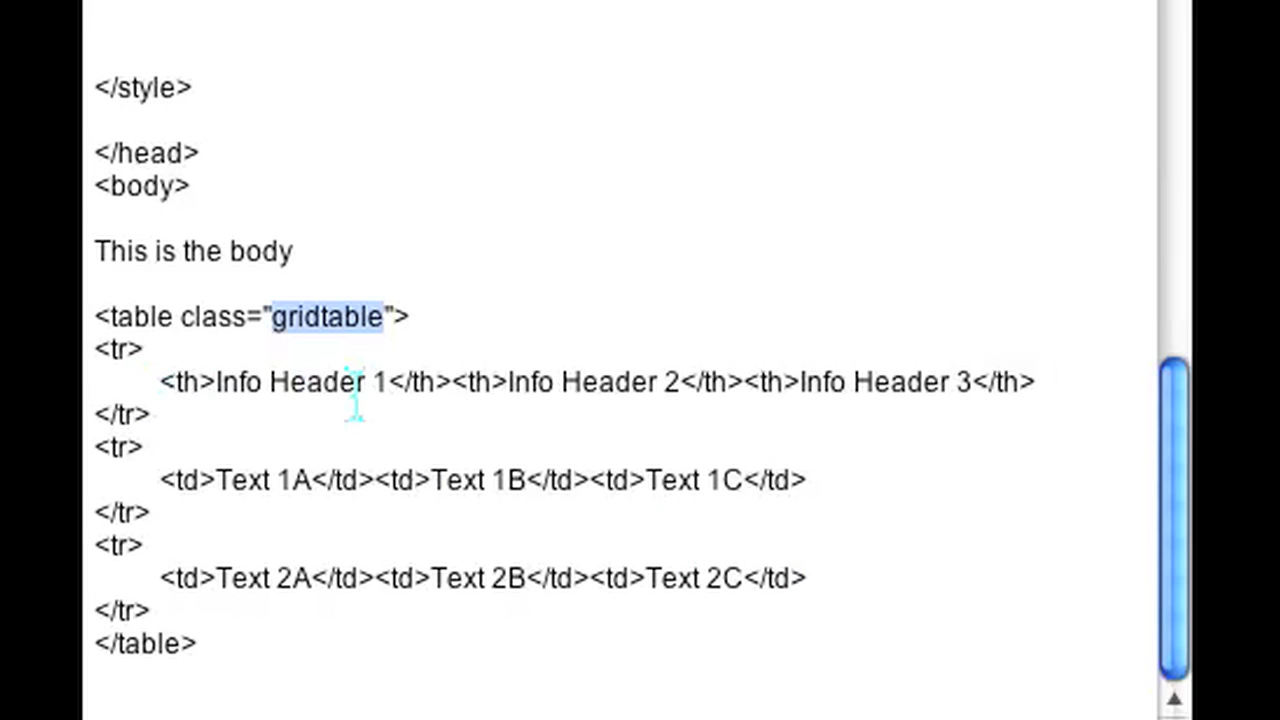 </style>
</head>
<body>
This is the body
<table class="gridtable">
<tr>
<th>Info Header 1</th><th>Info Header 2</th><th>Info Header 3</th>
</tr>
<tr>
<td>Text 1A</td><td>Text 1B</td><td>Text 1C</td>
</tr>
<tr>
<td>Text 2A</td><td>Text 2B</td><td>Text 2C</td>
</tr>
</table>